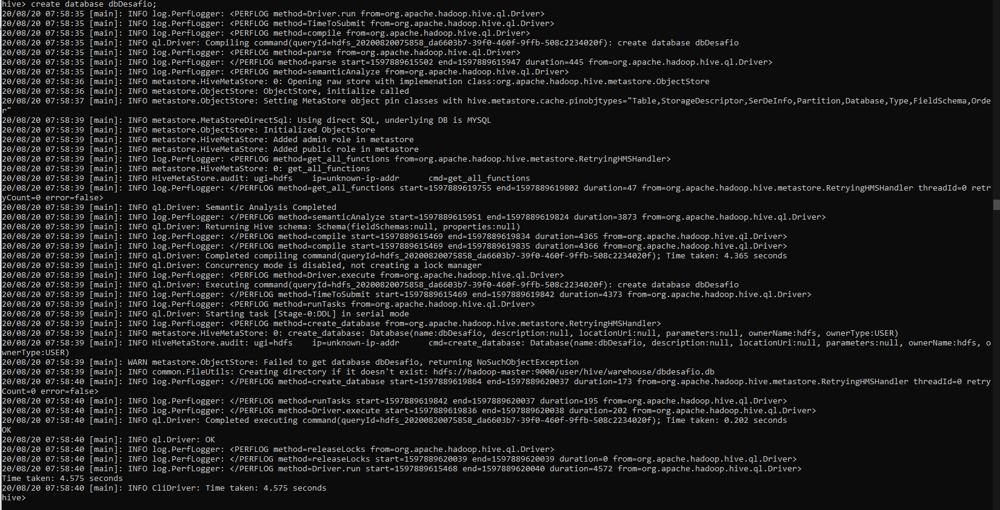 hive> create database dbDesafio;
20/08/20 07:58:35 [main]: INFO log.PerfLogger: <PERFLOG method=Driver.run from=org.apache.hadoop.hive.ql.Driver>
20/08/20 07:58:35 [main]: INFO log.PerfLogger: <PERFLOG method=TimeToSubmit from=org.apache.hadoop.hive.ql.Driver>
20/08/20 07:58:35 [main]: INFO log.PerfLogger: <PERFLOG method=compile from=org.apache.hadoop.hive.ql.Driver>
20/08/20 07:58:35 [main]: INFO ql.Driver: Compiling command(queryId=hdfs_20200820075858_da6603b7-39f0-460f-9ffb-508c2234020f): create database dbDesafio
20/08/20 07:58:35 [main]: INFO log.PerfLogger: <PERFLOG method=parse from=org.apache.hadoop.hive.ql.Driver>
20/08/20 07:58:35 [main]: INFO log.PerfLogger: </PERFLOG method=parse start=1597889615502 end=1597889615947 duration=445 from=org.apache.hadoop.hive.ql.Driver>
20/08/20 07:58:35 [main]: INFO log.PerfLogger: <PERFLOG method=semanticAnalyze from=org.apache.hadoop.hive.ql.Driver>
20/08/20 07:58:36 [main]: INFO metastore.HiveMetaStore: 0: Opening raw store with implemenation class:org.apache.hadoop.hive.metastore.ObjectStore
20/08/20 07:58:36 [main]: INFO metastore.ObjectStore: ObjectStore, initialize called
20/08/20 07:58:37 [main]: INFO metastore.ObjectStore: Setting MetaStore object pin classes with hive.metastore.cache.pinobjtypes="Table,StorageDescriptor,SerDeInfo,Partition,Database,Type,FieldSchema,Orde
r"
20/08/20 07:58:39 [main]: INFO metastore.MetaStoreDirectSql: Using direct SQL, underlying DB is MYSQL
20/08/20 07:58:39 [main]: INFO metastore.ObjectStore: Initialized ObjectStore
20/08/20 07:58:39 [main]: INFO metastore.HiveMetaStore: Added admin role in metastore
20/08/20 07:58:39 [main]: INFO metastore.HiveMetaStore: Added public role in metastore
20/08/20 07:58:39 [main]: INFO log.PerfLogger: <PERFLOG method=get_all_functions from=org.apache.hadoop.hive.metastore.RetryingHMSHandler>
20/08/20 07:58:39 [main]: INFO metastore.HiveMetaStore: 0: get_all_functions
20/08/20 07:58:39 [main]: INFO HiveMetaStore.audit: ugi=hdfs    ip=unknown-ip-addr      cmd=get_all_functions
20/08/20 07:58:39 [main]: INFO log.PerfLogger: </PERFLOG method=get_all_functions start=1597889619755 end=1597889619802 duration=47 from=org.apache.hadoop.hive.metastore.RetryingHMSHandler threadId=0 retr
yCount=0 error=false>
20/08/20 07:58:39 [main]: INFO ql.Driver: Semantic Analysis Completed
20/08/20 07:58:39 [main]: INFO log.PerfLogger: </PERFLOG method=semanticAnalyze start=1597889615951 end=1597889619824 duration=3873 from=org.apache.hadoop.hive.ql.Driver>
20/08/20 07:58:39 [main]: INFO ql.Driver: Returning Hive schema: Schema(fieldSchemas:null, properties:null)
20/08/20 07:58:39 [main]: INFO log.PerfLogger: </PERFLOG method=compile start=1597889615469 end=1597889619834 duration=4365 from=org.apache.hadoop.hive.ql.Driver>
20/08/20 07:58:39 [main]: INFO log.PerfLogger: </PERFLOG method=compile start=1597889615469 end=1597889619835 duration=4366 from=org.apache.hadoop.hive.ql.Driver>
20/08/20 07:58:39 [main]: INFO ql.Driver: Completed compiling command(queryId=hdfs_20200820075858_da6603b7-39f0-460f-9ffb-508c2234020f); Time taken: 4.365 seconds
20/08/20 07:58:39 [main]: INFO ql.Driver: Concurrency mode is disabled, not creating a lock manager
20/08/20 07:58:39 [main]: INFO log.PerfLogger: <PERFLOG method=Driver.execute from=org.apache.hadoop.hive.ql.Driver>
20/08/20 07:58:39 [main]: INFO ql.Driver: Executing command(queryId=hdfs_20200820075858_da6603b7-39f0-460f-9ffb-508c2234020f): create database dbDesafio
20/08/20 07:58:39 [main]: INFO log.PerfLogger: </PERFLOG method=TimeToSubmit start=1597889615469 end=1597889619842 duration=4373 from=org.apache.hadoop.hive.ql.Driver>
20/08/20 07:58:39 [main]: INFO log.PerfLogger: <PERFLOG method=runTasks from=org.apache.hadoop.hive.ql.Driver>
20/08/20 07:58:39 [main]: INFO ql.Driver: Starting task [Stage-0:DDL] in serial mode
20/08/20 07:58:39 [main]: INFO log.PerfLogger: <PERFLOG method=create_database from=org.apache.hadoop.hive.metastore.RetryingHMSHandler>
20/08/20 07:58:39 [main]: INFO metastore.HiveMetaStore: 0: create_database: Database(name:dbDesafio, description:null, locationUri:null, parameters:null, ownerName:hdfs, ownerType:USER)
20/08/20 07:58:39 [main]: INFO HiveMetaStore.audit: ugi=hdfs    ip=unknown-ip-addr      cmd=create_database: Database(name:dbDesafio, description:null, locationUri:null, parameters:null, ownerName:hdfs, o
wnerType:USER)
20/08/20 07:58:39 [main]: WARN metastore.ObjectStore: Failed to get database dbDesafio, returning NoSuchObjectException
20/08/20 07:58:39 [main]: INFO common.FileUtils: Creating directory if it doesn't exist: hdfs://hadoop-master:9000/user/hive/warehouse/dbdesafio.db
20/08/20 07:58:40 [main]: INFO log.PerfLogger: </PERFLOG method=create_database start=1597889619864 end=1597889620037 duration=173 from=org.apache.hadoop.hive.metastore.RetryingHMSHandler threadId=0 retry
Count=0 error=false>
20/08/20 07:58:40 [main]: INFO log.PerfLogger: </PERFLOG method=runTasks start=1597889619842 end=1597889620037 duration=195 from=org.apache.hadoop.hive.ql.Driver>
20/08/20 07:58:40 [main]: INFO log.PerfLogger: </PERFLOG method=Driver.execute start=1597889619836 end=1597889620038 duration=202 from=org.apache.hadoop.hive.ql.Driver>
20/08/20 07:58:40 [main]: INFO ql.Driver: Completed executing command(queryId=hdfs_20200820075858_da6603b7-39f0-460f-9ffb-508c2234020f); Time taken: 0.202 seconds
OK
20/08/20 07:58:40 [main]: INFO ql.Driver: OK
20/08/20 07:58:40 [main]: INFO log.PerfLogger: <PERFLOG method=releaseLocks from=org.apache.hadoop.hive.ql.Driver>
20/08/20 07:58:40 [main]: INFO log.PerfLogger: </PERFLOG method=releaseLocks start=1597889620039 end=1597889620039 duration=0 from=org.apache.hadoop.hive.ql.Driver>
20/08/20 07:58:40 [main]: INFO log.PerfLogger: </PERFLOG method=Driver.run start=1597889615468 end=1597889620040 duration=4572 from=org.apache.hadoop.hive.ql.Driver>
Time taken: 4.575 seconds
20/08/20 07:58:40 [main]: INFO CliDriver: Time taken: 4.575 seconds
hive>